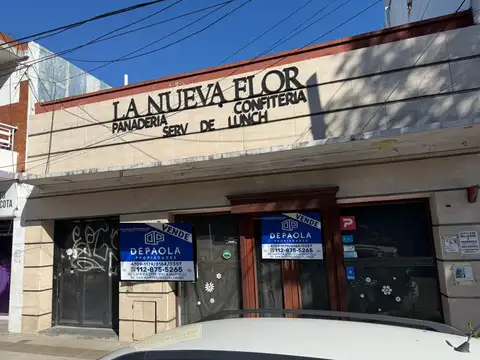 LA NUEVA FLOR
PANADERIA
CONFITERIA
SERV DE LUNCH
COTA
VENDE
DEPAOLA
PROPIEDADES
112-675-5265
VENDE
DEPAOLA
PROPIEDADES
112-675-5265